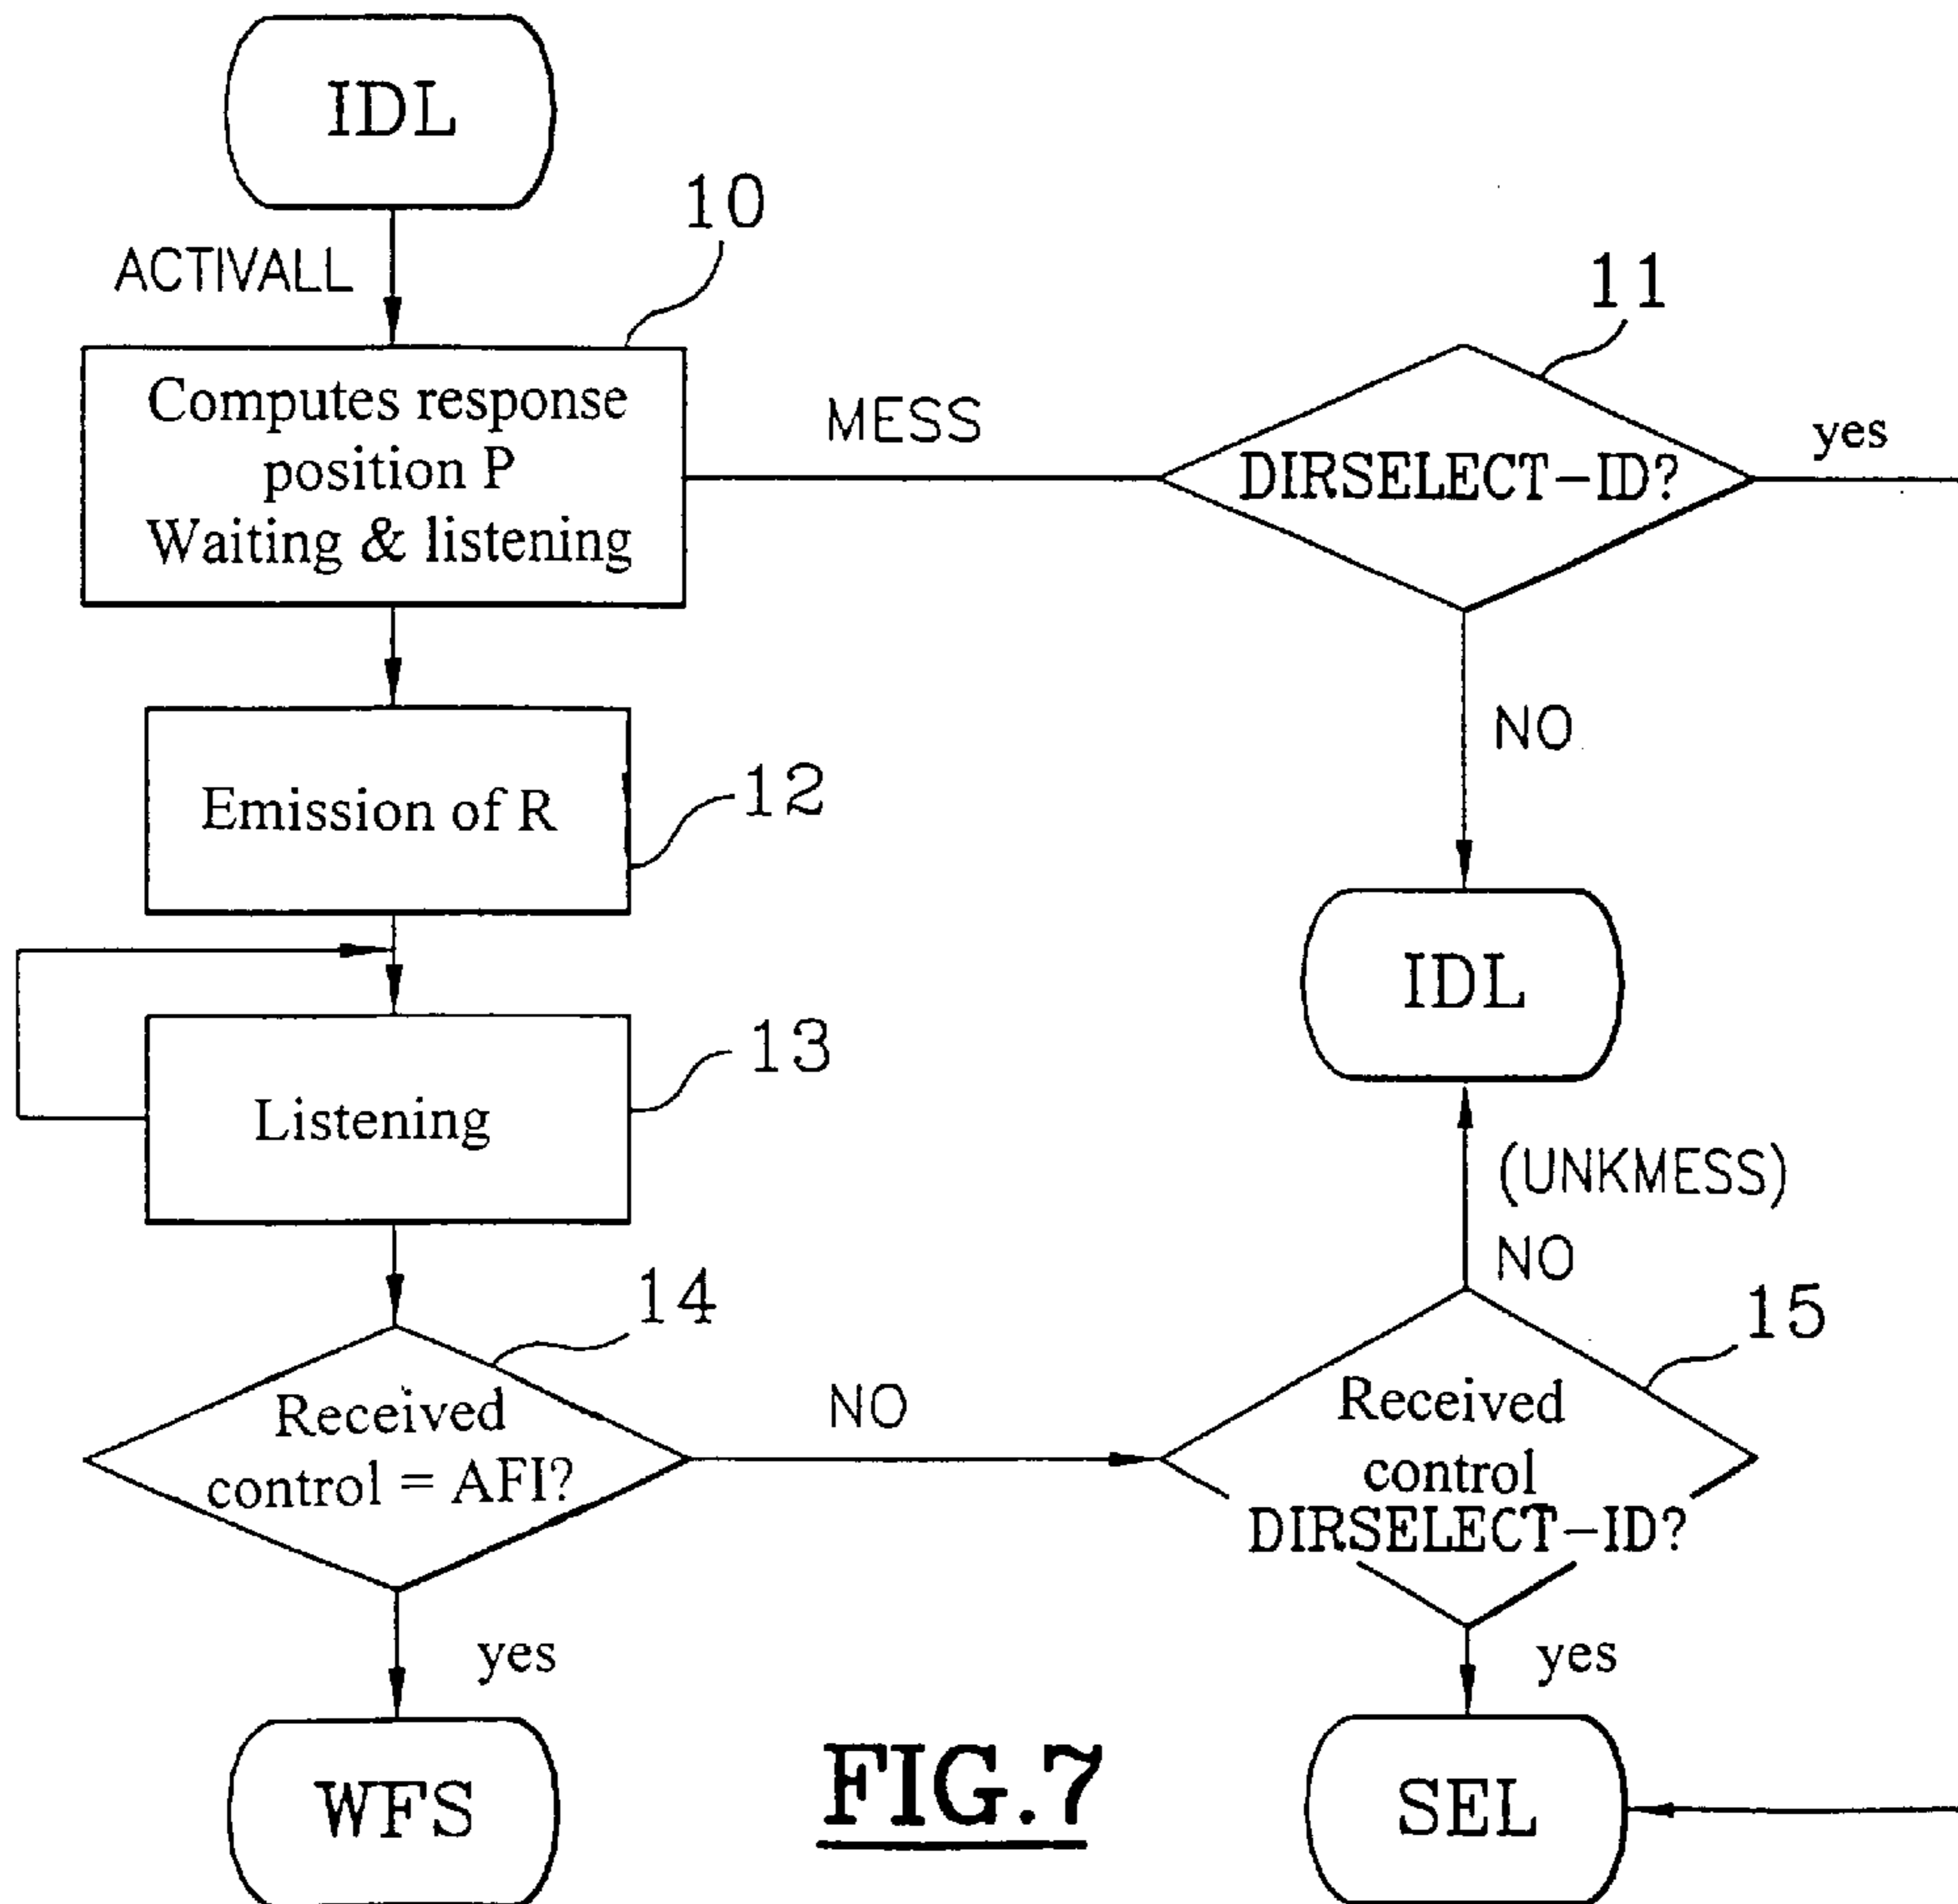 IDL
ACTIVALL
10
Computes response
position P
Waiting & listening
MESS
11
DIRSELECT-ID?
yes
NO
Emission of R
12
IDL
Listening
13
(UNKMESS)
NO
14
Received
control = AFI?
NO
15
Received
control
DIRSELECT-ID?
yes
yes
WFS
FIG.7
SEL